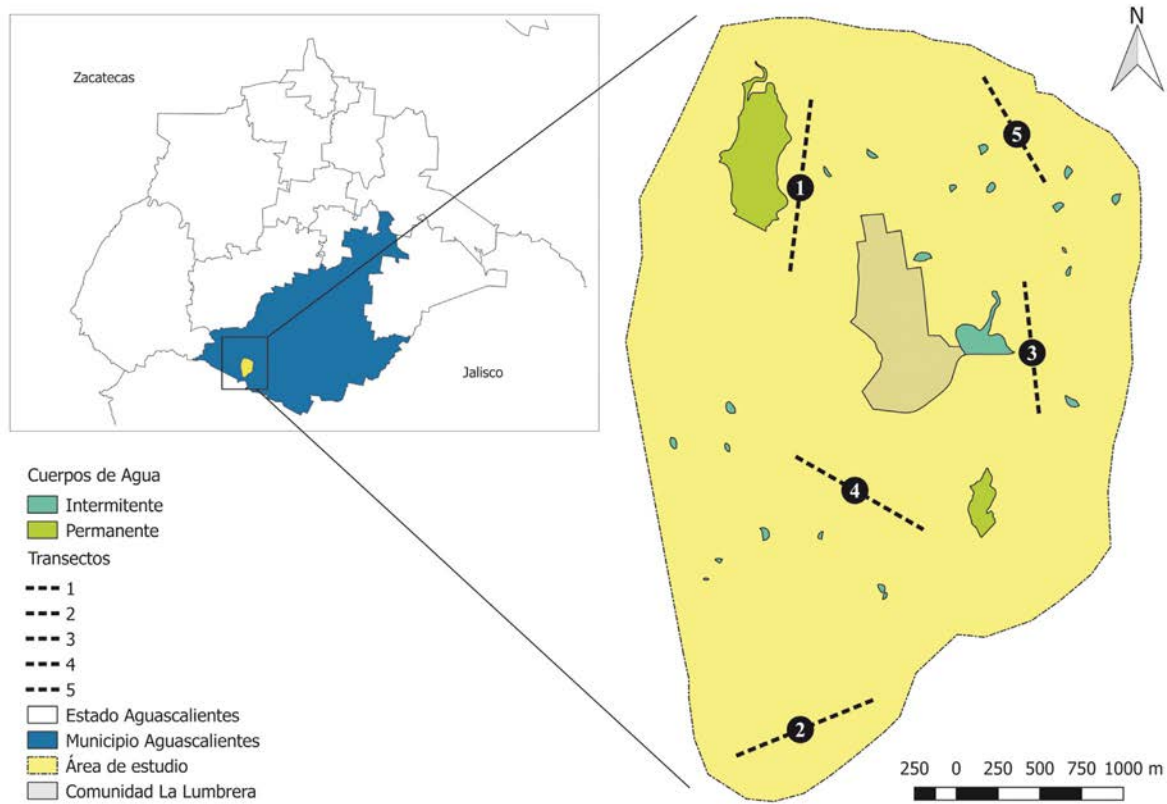 Zacatecas
Jalisco
Cuerpos de Agua
Intermitente
Permanente
Transectos
1
2
3
4
5
Estado Aguascalientes
Municipio Aguascalientes
Área de estudio
Comunidad La Lumbrera
N
5
1
3
4
2
250 0 250 500 750 1000 m